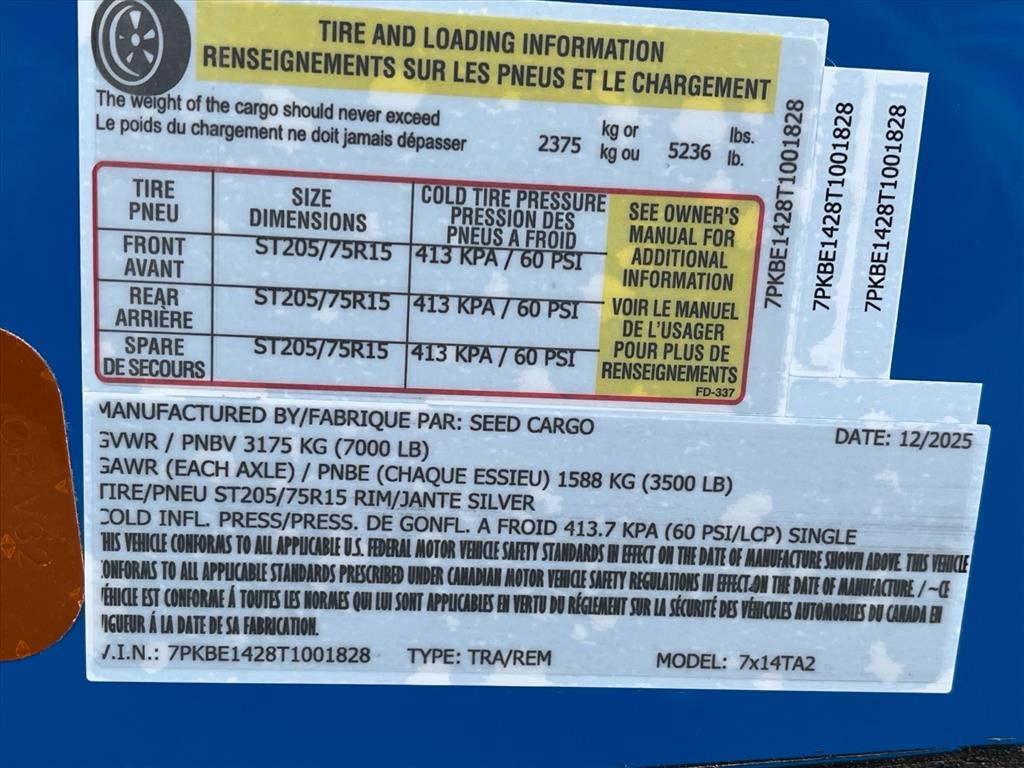 TIRE AND LOADING INFORMATION
RENSEIGNEMENTS SUR LES PNEUS ET LE CHARGEMENT
The weight of the cargo should never exceed
Le poids du chargement ne doit jamais dépasser
2375 kg or 5236 lbs.
kg ou lb.
TIRE PNEU
SIZE DIMENSIONS
COLD TIRE PRESSURE
PRESSION DES
PNEUS A FROID
FRONT AVANT ST205/75R15 413 KPA / 60 PSI
REAR ARRIÈRE ST205/75R15 413 KPA / 60 PSI
SPARE DE SECOURS ST205/75R15 413 KPA / 60 PSI
SEE OWNER'S
MANUAL FOR
ADDITIONAL
INFORMATION
VOIR LE MANUEL
DE L'USAGER
POUR PLUS DE
RENSEIGNEMENTS
FD-337
7PKBE1428T1001828
7PKBE1428T1001828
7PKBE1428T1001828
MANUFACTURED BY/FABRIQUE PAR: SEED CARGO DATE: 12/2025
GVWR / PNBV 3175 KG (7000 LB)
GAWR (EACH AXLE) / PNBE (CHAQUE ESSIEU) 1588 KG (3500 LB)
TIRE/PNEU ST205/75R15 RIM/JANTE SILVER
COLD INFL. PRESS/PRESS. DE GONFL. A FROID 413.7 KPA (60 PSI/LCP) SINGLE
THIS VEHICLE CONFORMS TO ALL APPLICABLE U.S. FEDERAL MOTOR VEHICLE SAFETY STANDARDS IN EFFECT ON THE DATE OF MANUFACTURE SHOWN ABOVE. THIS VEHICLE
CONFORMS TO ALL APPLICABLE STANDARDS PRESCRIBED UNDER CANADIAN MOTOR VEHICLE SAFETY REGULATIONS IN EFFECT.ON THE DATE OF MANUFACTURE / ~CE
VÉHICLE EST CONFORME Á TOUTES LES NORMES QUI LUI SONT APPLICABLES EN VERTU DU RÉGLEMENT SUR LA SÉCURITÉ DES VÉHICULES AUTOMOBILES DU CANADA EN
VIGUEUR Á LA DATE DE SA FABRICATION.
V.I.N.: 7PKBE1428T1001828 TYPE: TRA/REM MODEL: 7x14TA2